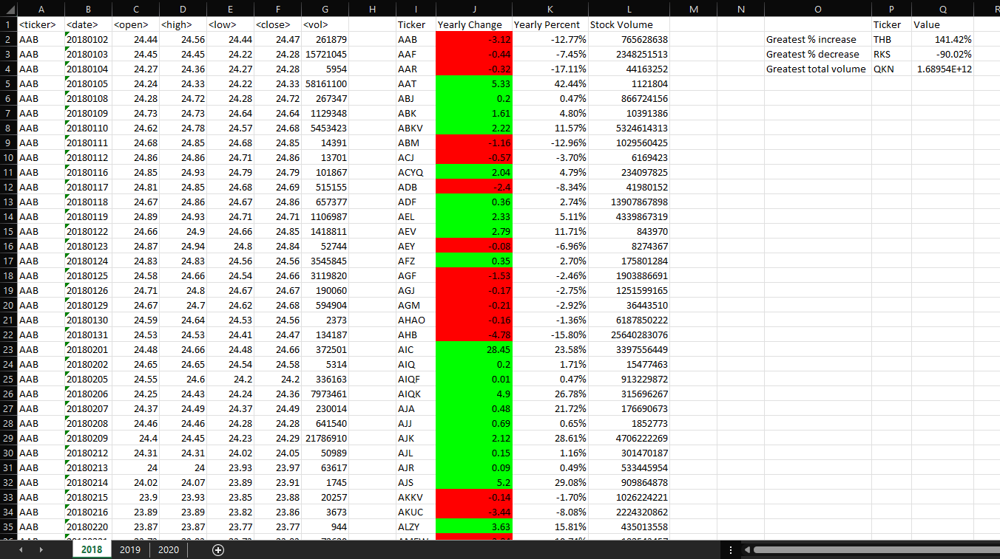 A B C D E F G H I J K L M N O P Q R
1 <ticker> <date> <open> <high> <low> <close> <vol> Ticker Yearly Change Yearly Percent Stock Volume Ticker Value
2 AAB 20180102 24.44 24.56 24.44 24.47 261879 AAB -3.12 -12.77% 765628638 Greatest % increase THB 141.42%
3 AAB 20180103 24.45 24.45 24.22 24.28 15721045 AAF -0.44 -7.45% 2348251513 Greatest % decrease RKS -90.02%
4 AAB 20180104 24.27 24.36 24.27 24.28 5954 AAR -0.32 -17.11% 44163252 Greatest total volume QKN 1.68954E+12
5 AAB 20180105 24.24 24.33 24.22 24.33 58161100 AAT 5.33 42.44% 1121804
6 AAB 20180108 24.28 24.72 24.28 24.72 267347 ABJ 0.2 0.47% 866724156
7 AAB 20180109 24.73 24.73 24.64 24.64 1129348 ABK 1.61 4.80% 10391386
8 AAB 20180110 24.62 24.78 24.57 24.68 5453423 ABKV 2.22 11.57% 5324614313
9 AAB 20180111 24.68 24.85 24.68 24.85 14391 ABM -1.16 -12.96% 1029560425
10 AAB 20180112 24.86 24.86 24.71 24.86 13701 ACJ -0.57 -3.70% 6169423
11 AAB 20180116 24.85 24.93 24.79 24.79 101867 ACYQ 2.04 4.79% 234097825
12 AAB 20180117 24.81 24.85 24.68 24.69 515155 ADB -2.4 -8.34% 41980152
13 AAB 20180118 24.67 24.86 24.67 24.86 657377 ADF 0.36 2.74% 13907867898
14 AAB 20180119 24.89 24.93 24.71 24.71 1106987 AEL 2.33 5.11% 4339867319
15 AAB 20180122 24.66 24.9 24.66 24.85 1418811 AEV 2.79 11.71% 843970
16 AAB 20180123 24.87 24.94 24.8 24.84 52744 AEY -0.08 -6.96% 8274367
17 AAB 20180124 24.83 24.83 24.56 24.56 3545845 AFZ 0.35 2.70% 175801284
18 AAB 20180125 24.58 24.66 24.54 24.66 3119820 AGF -1.53 -2.46% 1903886691
19 AAB 20180126 24.71 24.8 24.67 24.67 190060 AGJ -0.17 -2.75% 1251599165
20 AAB 20180129 24.67 24.7 24.62 24.68 594904 AGM -0.21 -2.92% 36443510
21 AAB 20180130 24.59 24.64 24.53 24.56 2373 AHAO -0.16 -1.36% 6187850222
22 AAB 20180131 24.53 24.53 24.41 24.47 134187 AHB -4.78 -15.80% 25640283076
23 AAB 20180201 24.48 24.66 24.48 24.66 372501 AIC 28.45 23.58% 3397556449
24 AAB 20180202 24.65 24.65 24.54 24.58 5314 AIQ 0.2 1.71% 15477463
25 AAB 20180205 24.55 24.6 24.2 24.2 336163 AIQF 0.01 0.47% 913229872
26 AAB 20180206 24.25 24.43 24.24 24.36 7973461 AIQK 4.9 26.78% 315696267
27 AAB 20180207 24.37 24.49 24.37 24.49 230014 AJA 0.48 21.72% 176690673
28 AAB 20180208 24.46 24.46 24.28 24.28 641540 AJJ 0.69 0.65% 1852773
29 AAB 20180209 24.4 24.45 24.23 24.29 21786910 AJK 2.12 28.61% 4706222269
30 AAB 20180212 24.31 24.31 24.02 24.05 50989 AJL 0.15 1.16% 301470187
31 AAB 20180213 24 24 23.93 23.97 63617 AJR 0.09 0.49% 533445954
32 AAB 20180214 24.02 24.07 23.89 23.91 1745 AJS 5.2 29.08% 909864878
33 AAB 20180215 23.9 23.93 23.85 23.88 20257 AKKV -0.14 -1.70% 1026224221
34 AAB 20180216 23.89 23.89 23.82 23.86 3673 AKUC -3.44 -8.08% 2224320862
35 AAB 20180220 23.87 23.87 23.77 23.77 944 ALZY 3.63 15.81% 435013558
2018 2019 2020